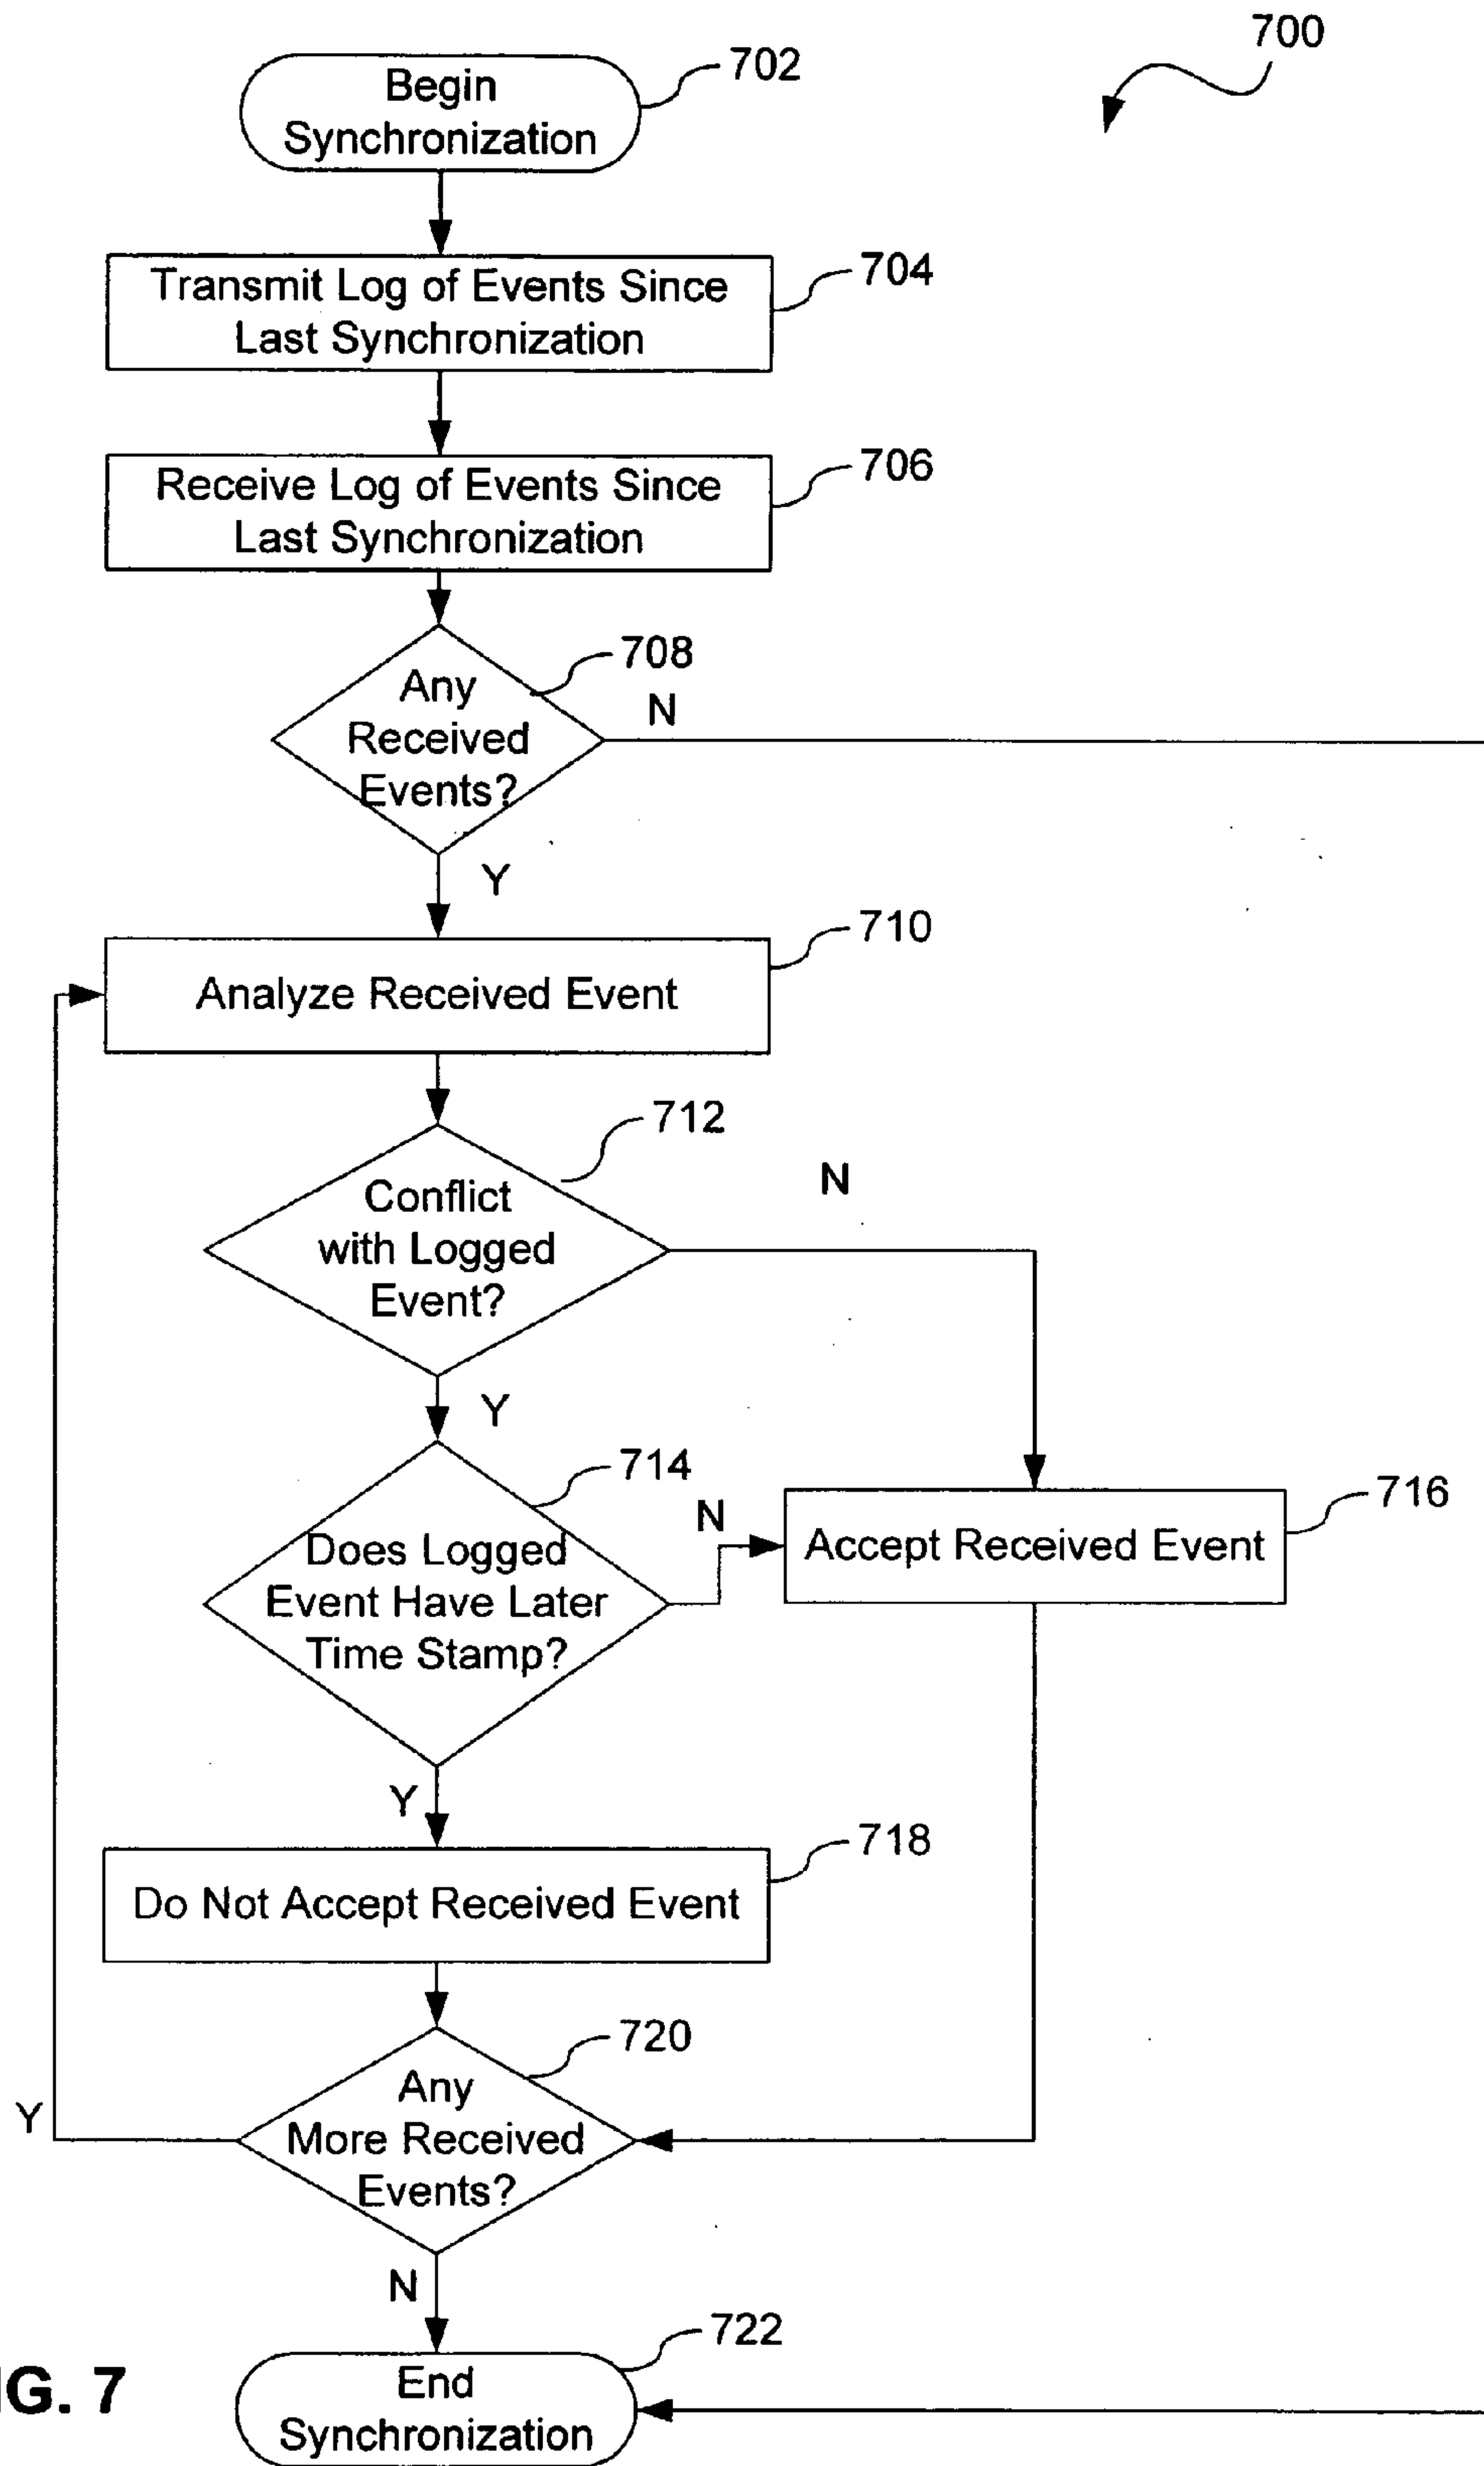 700
Begin
Synchronization
702
Transmit Log of Events Since
Last Synchronization
704
Receive Log of Events Since
Last Synchronization
706
Any
Received
Events?
708
N
Y
Analyze Received Event
710
Conflict
with Logged
Event?
712
N
Y
Does Logged
Event Have Later
Time Stamp?
714
N
Accept Received Event
716
Y
Do Not Accept Received Event
718
Any
More Received
Events?
720
Y
N
End
Synchronization
722
G. 7